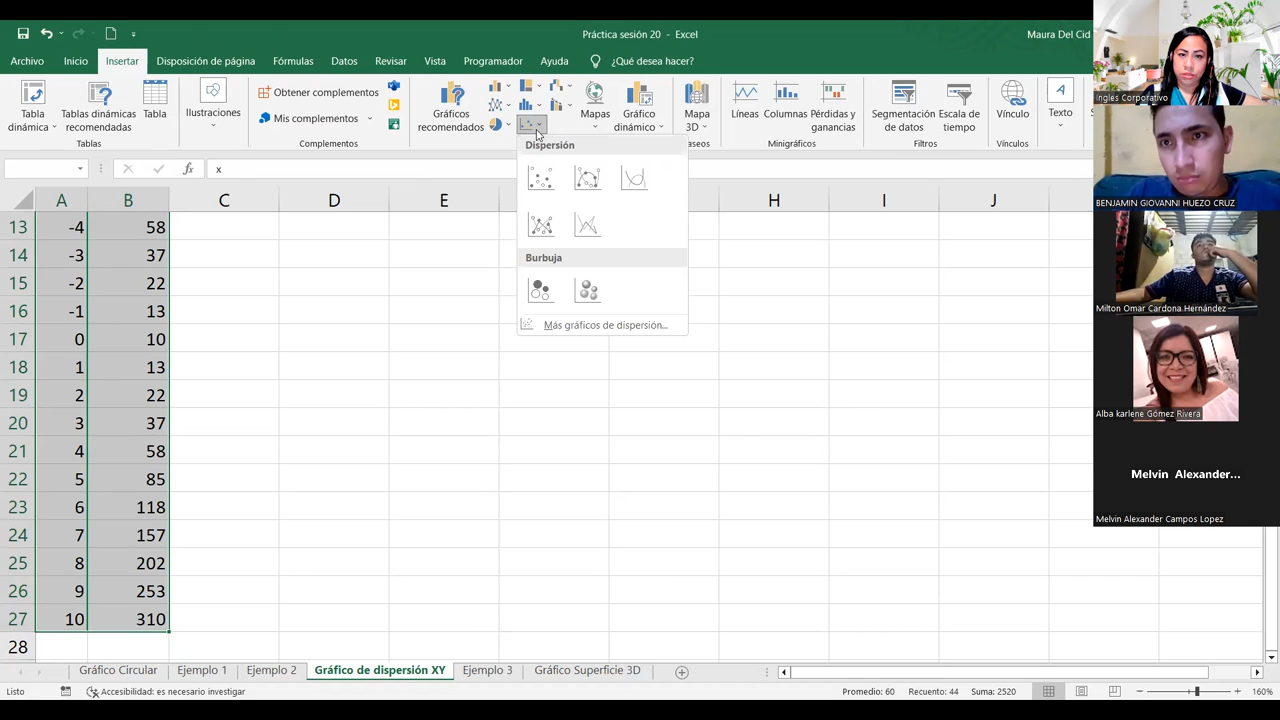 Práctica sesión 20 - Excel
Maura Del Cid
Archivo Inicio Insertar Disposición de página Fórmulas Datos Revisar Vista Programador Ayuda ¿Qué desea hacer?
Tabla dinámica
Tablas dinámicas recomendadas
Tabla
Tablas
Ilustraciones
Obtener complementos
Mis complementos
Complementos
Gráficos recomendados
Mapas
Gráfico dinámico
Mapa 3D
aseos
Líneas
Columnas
Pérdidas y ganancias
Minigráficos
Segmentación de datos
Escala de tiempo
Filtros
Vínculo
Vínculos
Texto
fx x
Dispersión
Burbuja
Más gráficos de dispersión...
A B C D E H I J
13 -4 58
14 -3 37
15 -2 22
16 -1 13
17 0 10
18 1 13
19 2 22
20 3 37
21 4 58
22 5 85
23 6 118
24 7 157
25 8 202
26 9 253
27 10 310
28
Gráfico Circular Ejemplo 1 Ejemplo 2 Gráfico de dispersión XY Ejemplo 3 Gráfico Superficie 3D
Listo Accesibilidad: es necesario investigar Promedio: 60 Recuento: 44 Suma: 2520 160%
Ingles Corporativo
BENJAMIN GIOVANNI HUEZO CRUZ
Milton Omar Cardona Hernández
Alba karlene Gómez Rivera
Melvin Alexander...
Melvin Alexander Campos Lopez